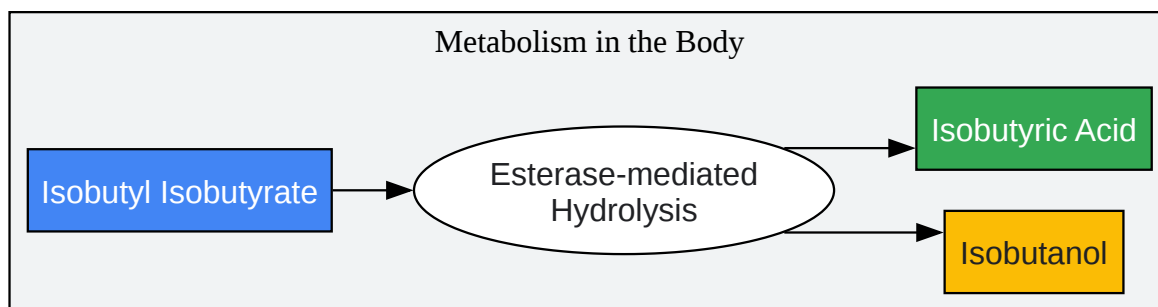 Metabolism in the Body
Isobutyl Isobutyrate
Esterase-mediated
Hydrolysis
Isobutyric Acid
Isobutanol